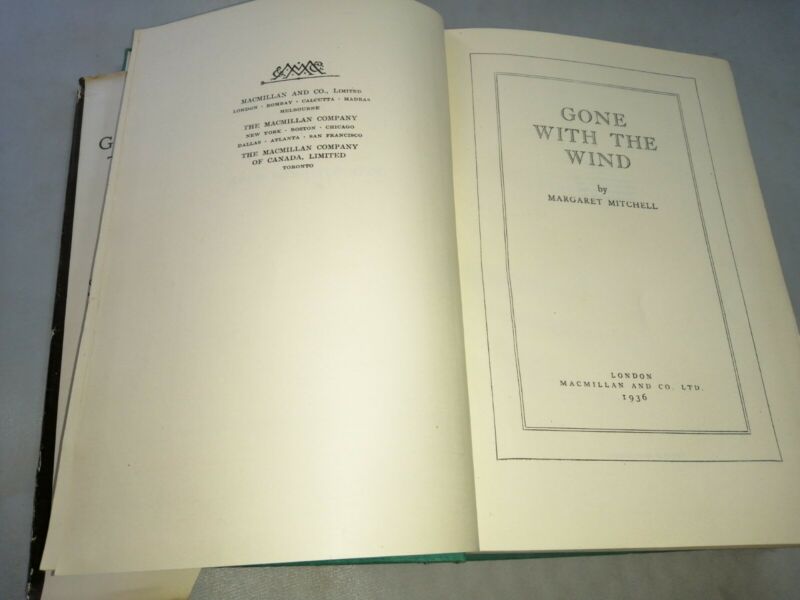 MACMILLAN AND CO., LIMITED
LONDON · BOMBAY · CALCUTTA · MADRAS
MELBOURNE
THE MACMILLAN COMPANY
NEW YORK · BOSTON · CHICAGO
DALLAS · ATLANTA · SAN FRANCISCO
THE MACMILLAN COMPANY
OF CANADA, LIMITED
TORONTO
GONE
WITH THE
WIND
by
MARGARET MITCHELL
LONDON
MACMILLAN AND CO. LTD.
1936